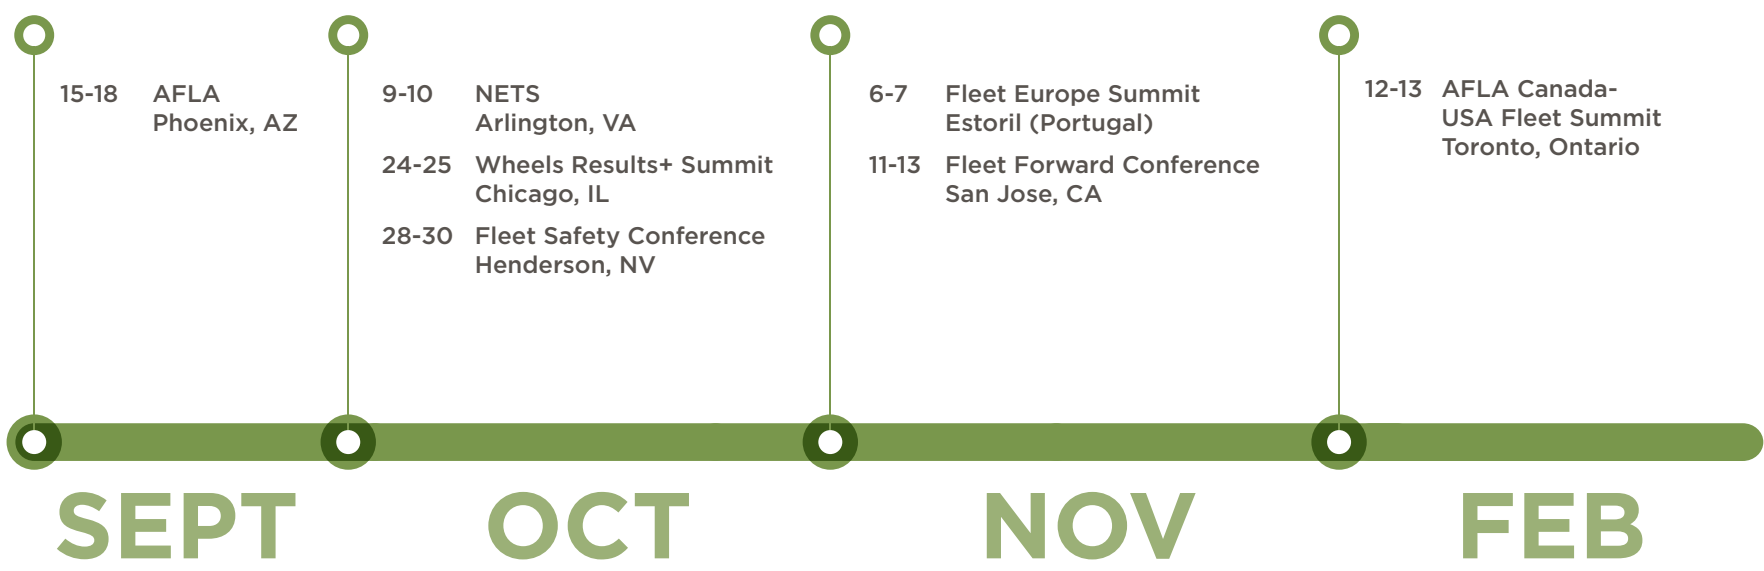 15-18 AFLA
Phoenix, AZ
9-10 NETS
Arlington, VA
24-25 Wheels Results+ Summit
Chicago, IL
28-30 Fleet Safety Conference
Henderson, NV
6-7 Fleet Europe Summit
Estoril (Portugal)
11-13 Fleet Forward Conference
San Jose, CA
12-13 AFLA Canada-
USA Fleet Summit
Toronto, Ontario
SEPT
OCT
NOV
FEB